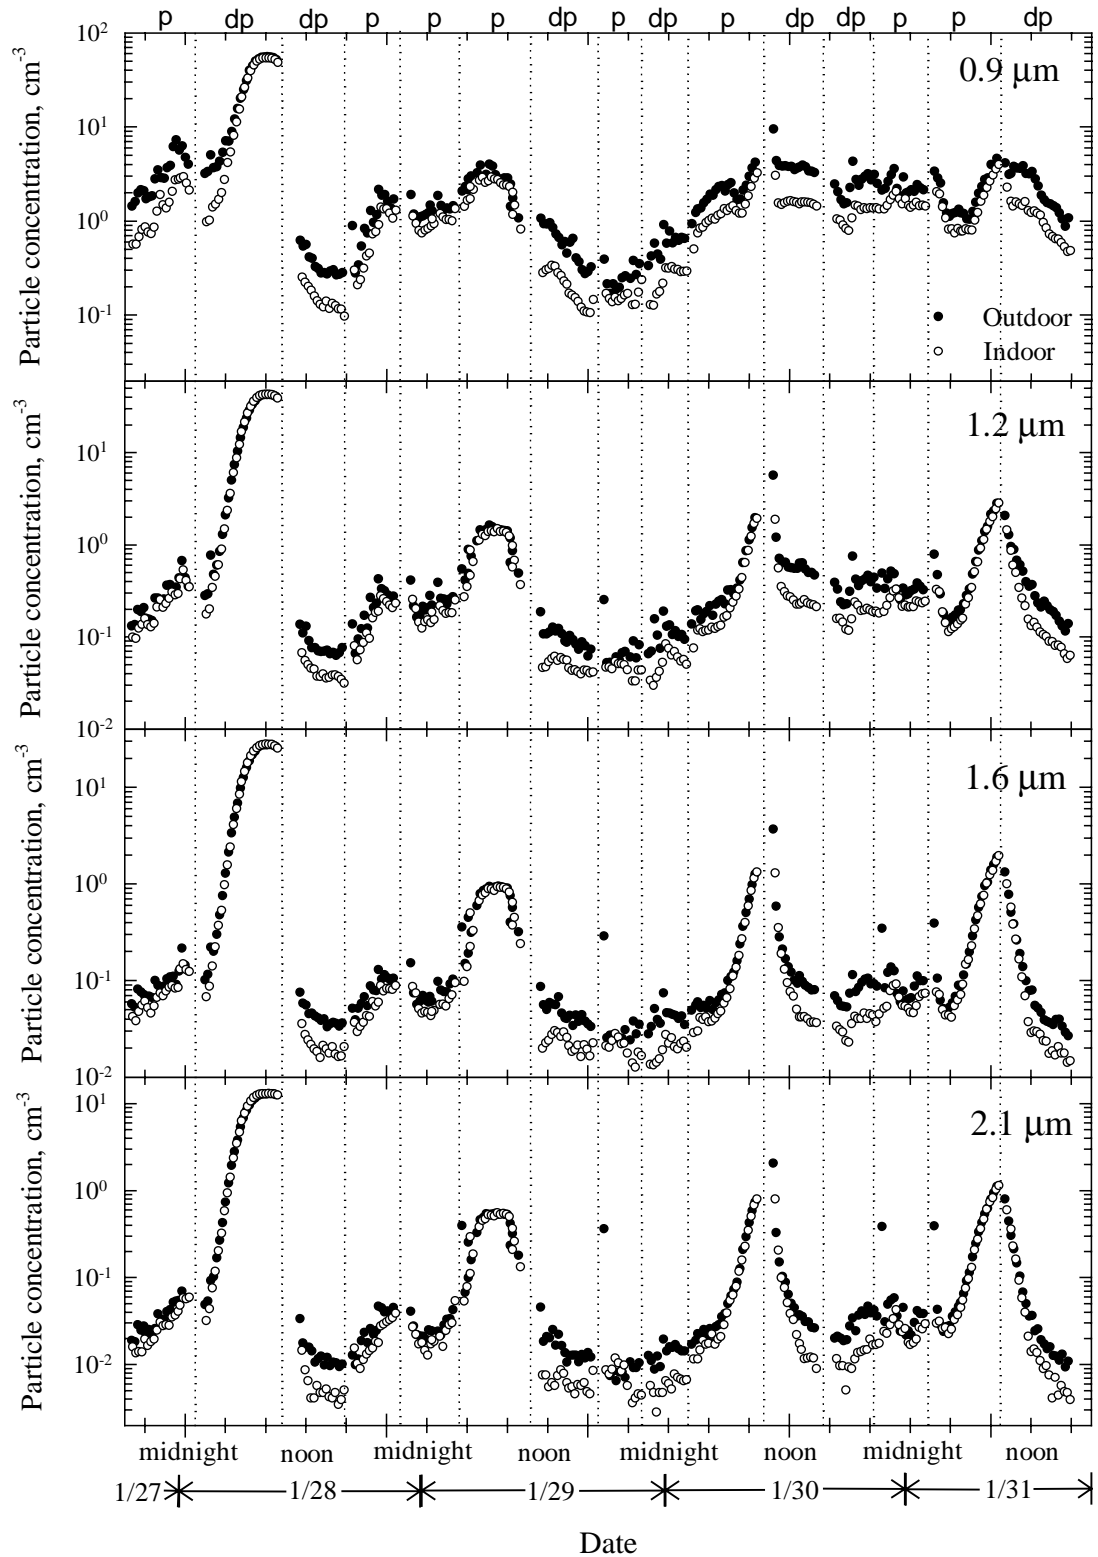 p dp dp p p p dp p dp p dp dp p p dp
Particle concentration, cm-3
10^2
10^1
10^0
10^-1
0.9 μm
Outdoor
Indoor
Particle concentration, cm-3
10^1
10^0
10^-1
10^-2
1.2 μm
Particle concentration, cm-3
10^1
10^0
10^-1
10^-2
1.6 μm
Particle concentration, cm-3
10^1
10^0
10^-1
10^-2
2.1 μm
midnight noon midnight noon midnight noon midnight noon
1/27 1/28 1/29 1/30 1/31
Date